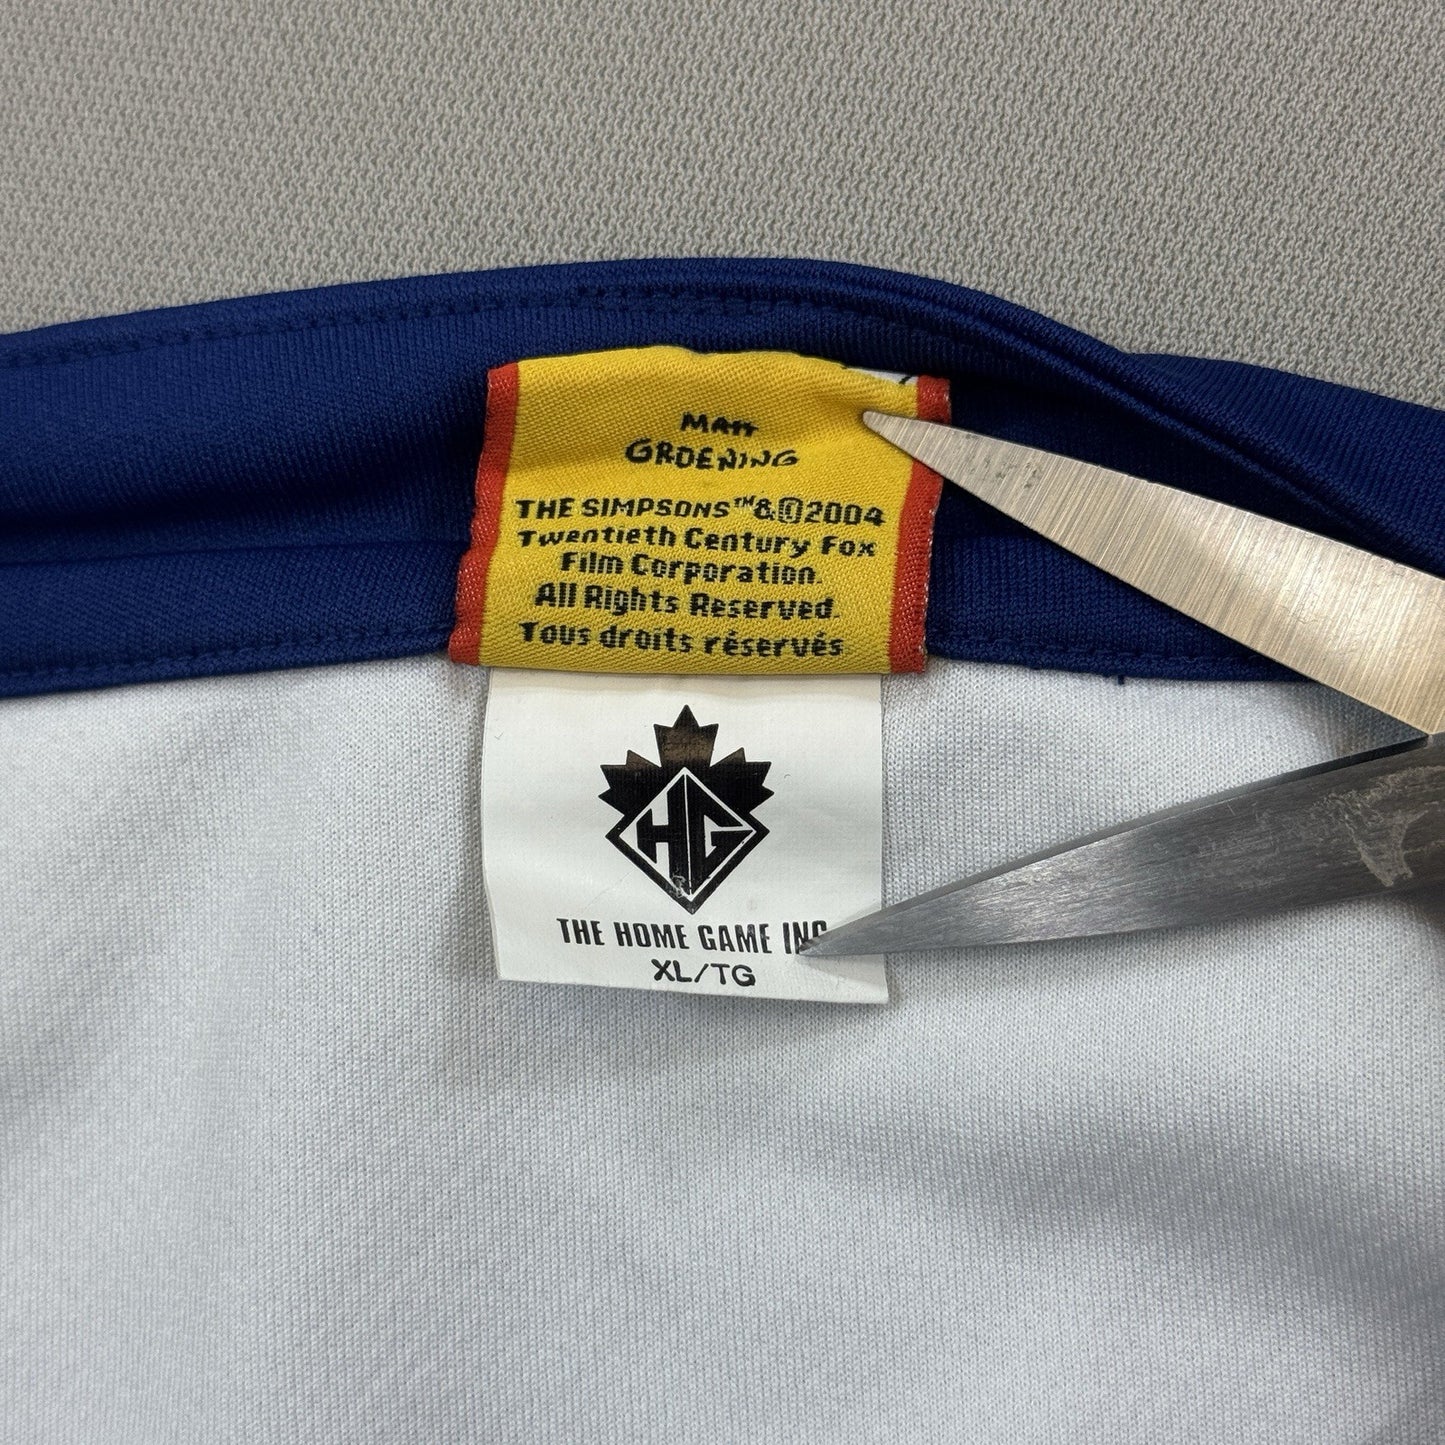 Matt
Groening
THE SIMPSONS™&©2004
Twentieth Century Fox
Film Corporation.
All Rights Reserved.
Tous droits réservés
HG
THE HOME GAME INC
XL/TG